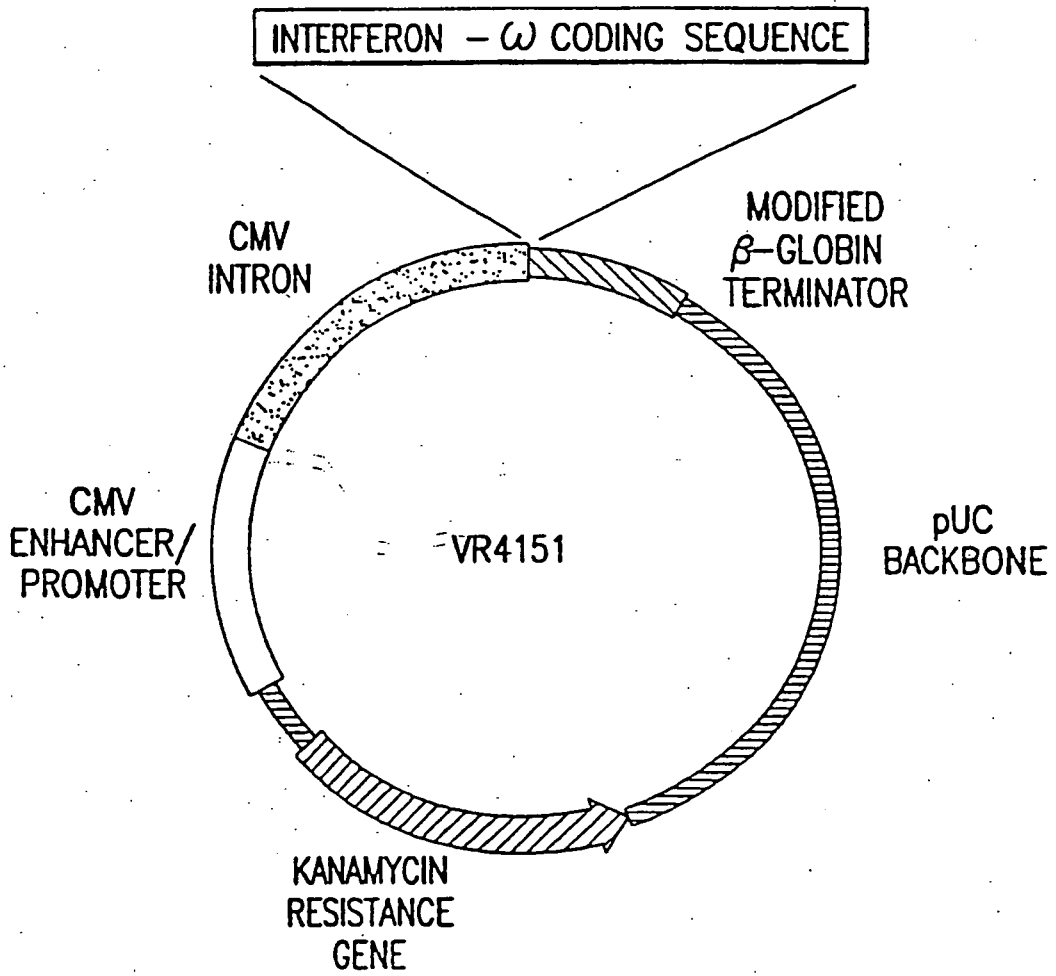 INTERFERON – ω CODING SEQUENCE
CMV
INTRON
MODIFIED
β–GLOBIN
TERMINATOR
CMV
ENHANCER/
PROMOTER
VR4151
pUC
BACKBONE
KANAMYCIN
RESISTANCE
GENE